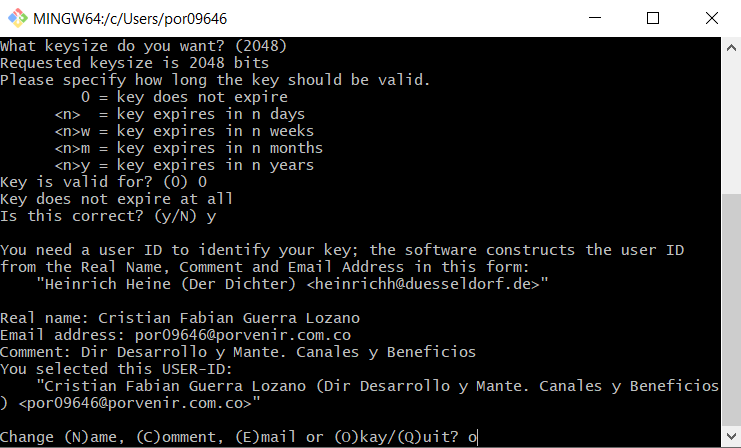 MINGW64:/c/Users/por09646
What keysize do you want? (2048)
Requested keysize is 2048 bits
Please specify how long the key should be valid.
         0 = key does not expire
      <n>  = key expires in n days
      <n>w = key expires in n weeks
      <n>m = key expires in n months
      <n>y = key expires in n years
Key is valid for? (0) 0
Key does not expire at all
Is this correct? (y/N) y

You need a user ID to identify your key; the software constructs the user ID
from the Real Name, Comment and Email Address in this form:
    "Heinrich Heine (Der Dichter) <heinrichh@duesseldorf.de>"

Real name: Cristian Fabian Guerra Lozano
Email address: por09646@porvenir.com.co
Comment: Dir Desarrollo y Mante. Canales y Beneficios
You selected this USER-ID:
    "Cristian Fabian Guerra Lozano (Dir Desarrollo y Mante. Canales y Beneficios
) <por09646@porvenir.com.co>"

Change (N)ame, (C)omment, (E)mail or (O)kay/(Q)uit? o